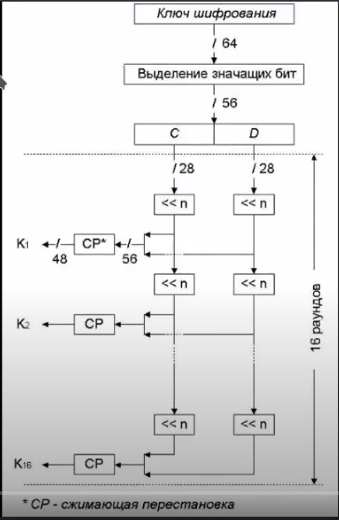 Ключ шифрования
/ 64
Выделение значащих бит
/ 56
C D
/ 28 / 28
<< n << n
K1 48 CP* 56
<< n << n
K2 CP
16 раундов
<< n << n
K16 CP
* CP - сжимающая перестановка